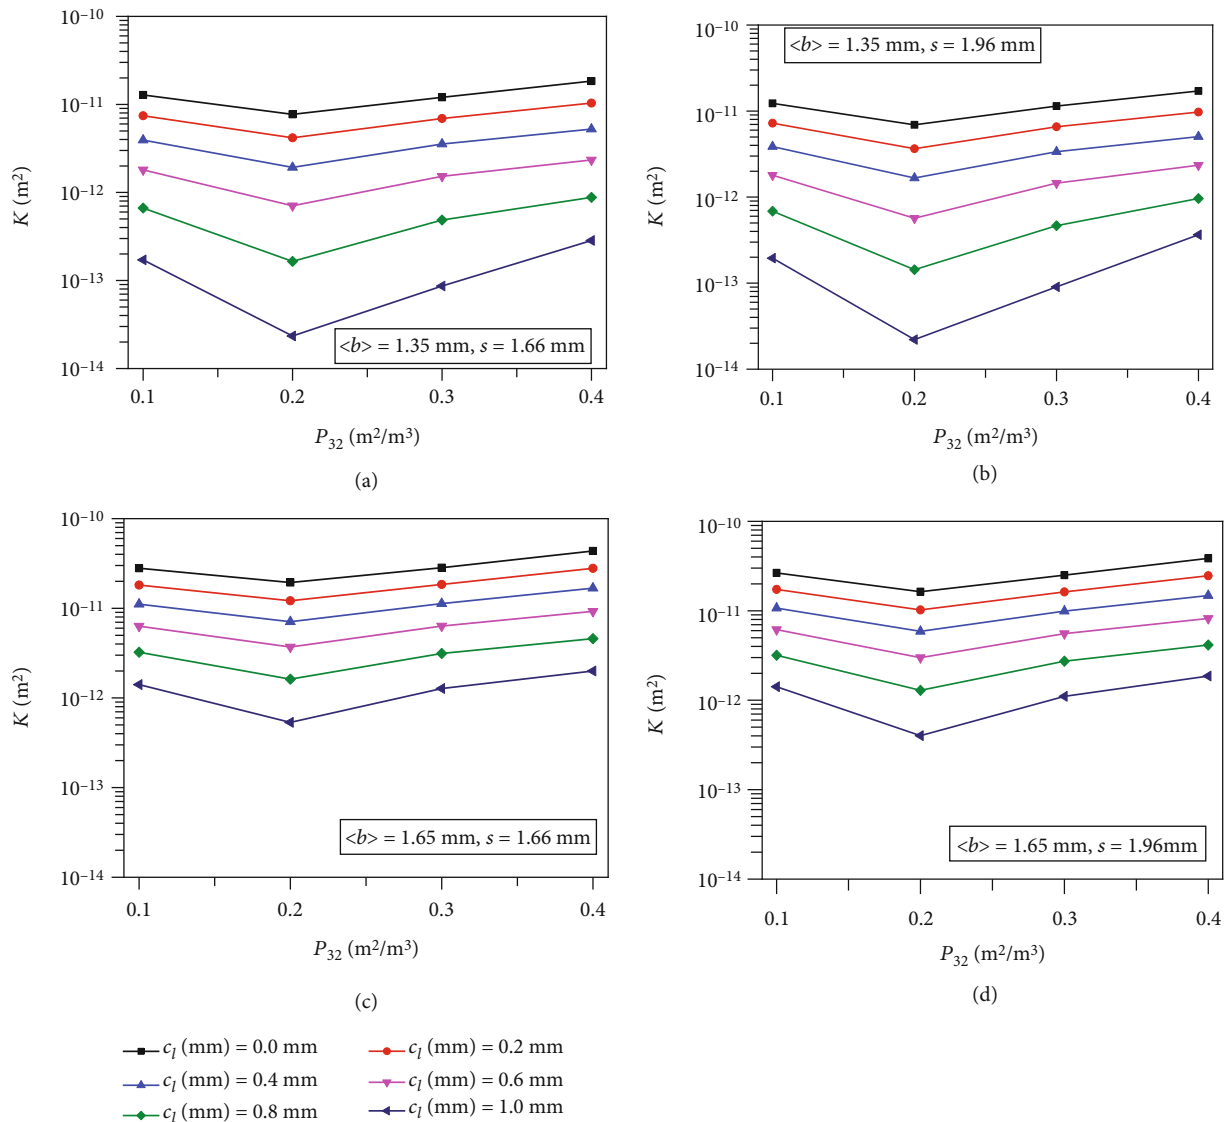 10⁻¹⁰
10⁻¹¹
10⁻¹²
10⁻¹³
10⁻¹⁴
K (m²)
<b> = 1.35 mm, s = 1.66 mm
0.1 0.2 0.3 0.4
P₃₂ (m²/m³)
(a)
10⁻¹⁰
10⁻¹¹
10⁻¹²
10⁻¹³
10⁻¹⁴
K (m²)
<b> = 1.35 mm, s = 1.96 mm
0.1 0.2 0.3 0.4
P₃₂ (m²/m³)
(b)
10⁻¹⁰
10⁻¹¹
10⁻¹²
10⁻¹³
10⁻¹⁴
K (m²)
<b> = 1.65 mm, s = 1.66 mm
0.1 0.2 0.3 0.4
P₃₂ (m²/m³)
(c)
10⁻¹⁰
10⁻¹¹
10⁻¹²
10⁻¹³
10⁻¹⁴
K (m²)
<b> = 1.65 mm, s = 1.96mm
0.1 0.2 0.3 0.4
P₃₂ (m²/m³)
(d)
cₗ (mm) = 0.0 mm cₗ (mm) = 0.2 mm
cₗ (mm) = 0.4 mm cₗ (mm) = 0.6 mm
cₗ (mm) = 0.8 mm cₗ (mm) = 1.0 mm